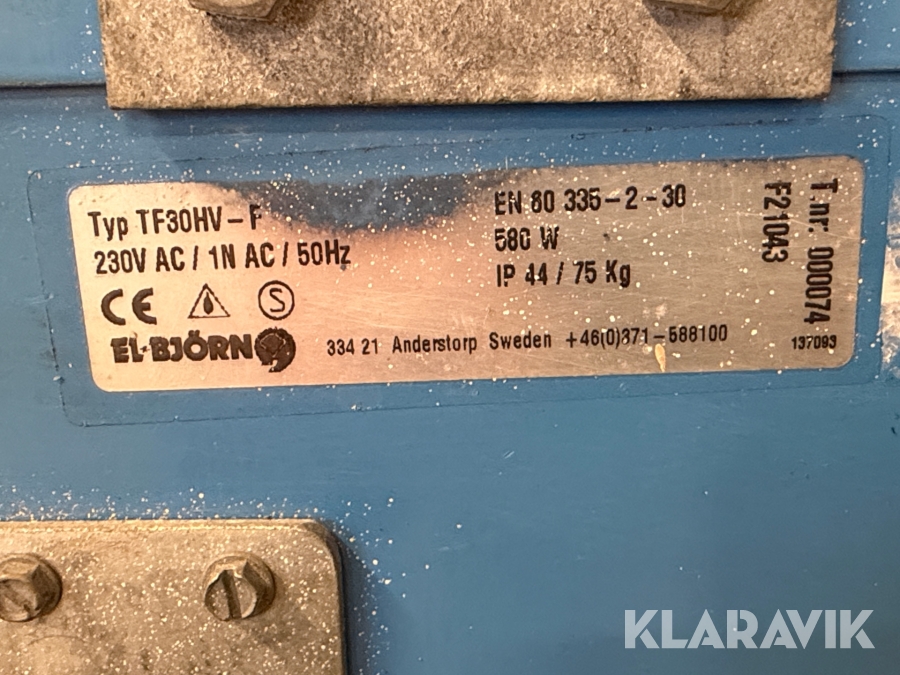 Typ TF30HV-F
230V AC / 1N AC / 50Hz
CE
S
EL-BJÖRN
EN 60 335-2-30
580 W
IP 44 / 75 Kg
334 21 Anderstorp Sweden +46(0)371-588100
T.nr. 000074
F21043
137093
KLARAVIK